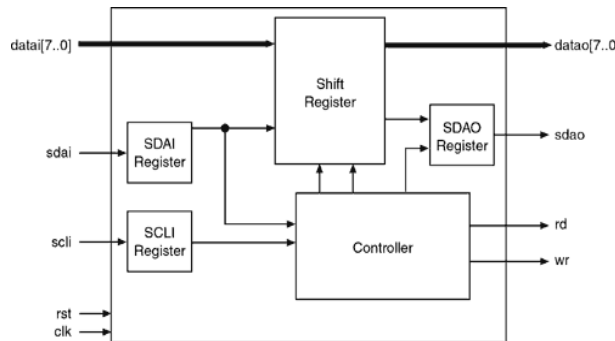 datai[7..0]
datao[7..0
Shift
Register
SDAI
Register
SDAO
Register
sdai
sdao
SCLI
Register
scli
Controller
rd
wr
rst
clk